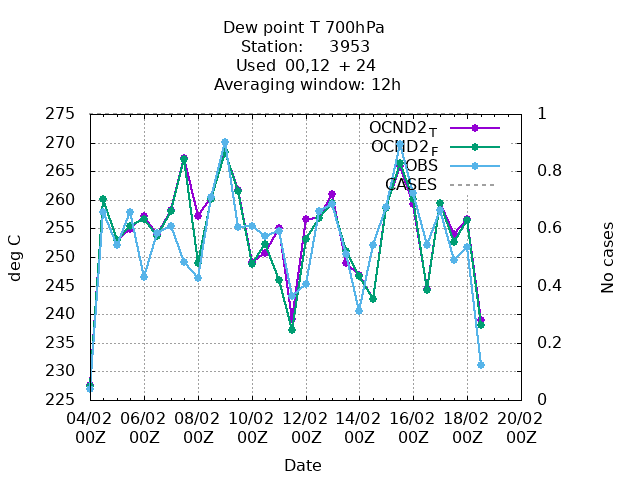 Dew point T 700hPa
Station: 3953
Used 00,12 + 24
Averaging window: 12h
275 1
OCND2 T
270
OCND2 F
265 OBS 0.8
260 CASES
255 0.6
250
deg C No cases
245
240 0.4
235 0.2
230
225 0
04/02 06/02 08/02 10/02 12/02 14/02 16/02 18/02 20/02
00Z 00Z 00Z 00Z 00Z 00Z 00Z 00Z 00Z
Date